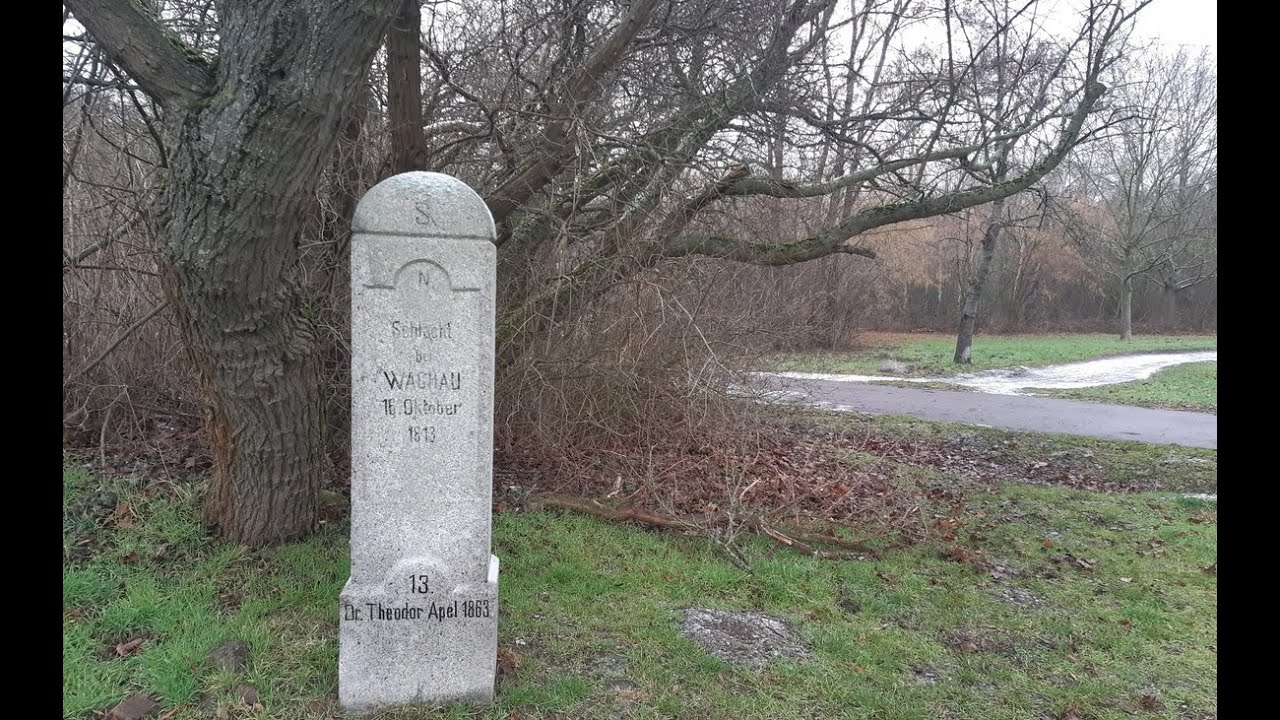 S.
N
Schlacht
bei
WACHAU
16. Oktober
1813
13.
Dr. Theodor Apel 1863